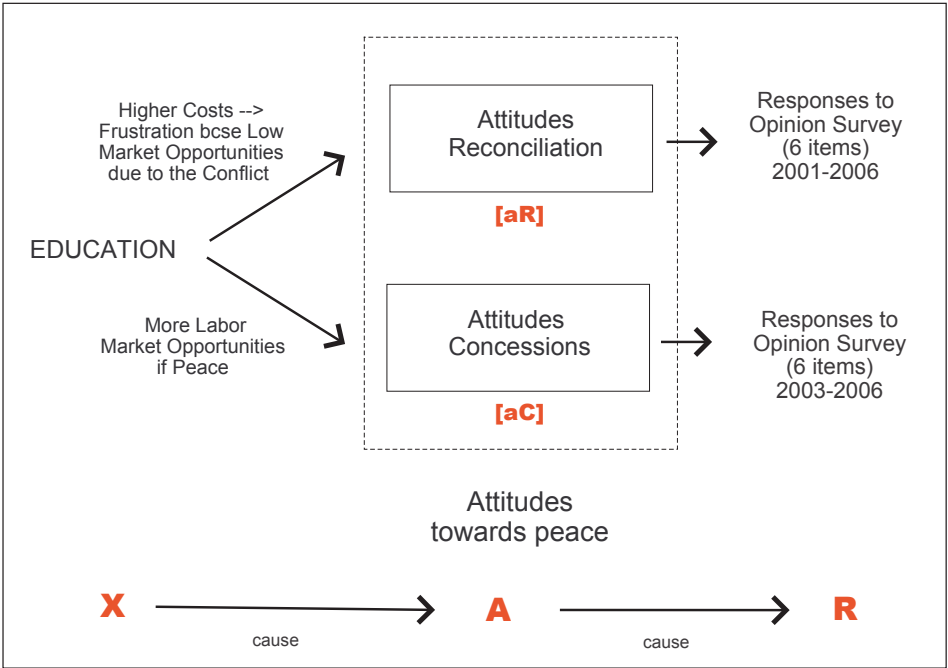 Higher Costs -->
Frustration bcse Low
Market Opportunities
due to the Conflict
Attitudes
Reconciliation
[aR]
Responses to
Opinion Survey
(6 items)
2001-2006
EDUCATION
More Labor
Market Opportunities
if Peace
Attitudes
Concessions
[aC]
Responses to
Opinion Survey
(6 items)
2003-2006
Attitudes
towards peace
X
cause
A
cause
R